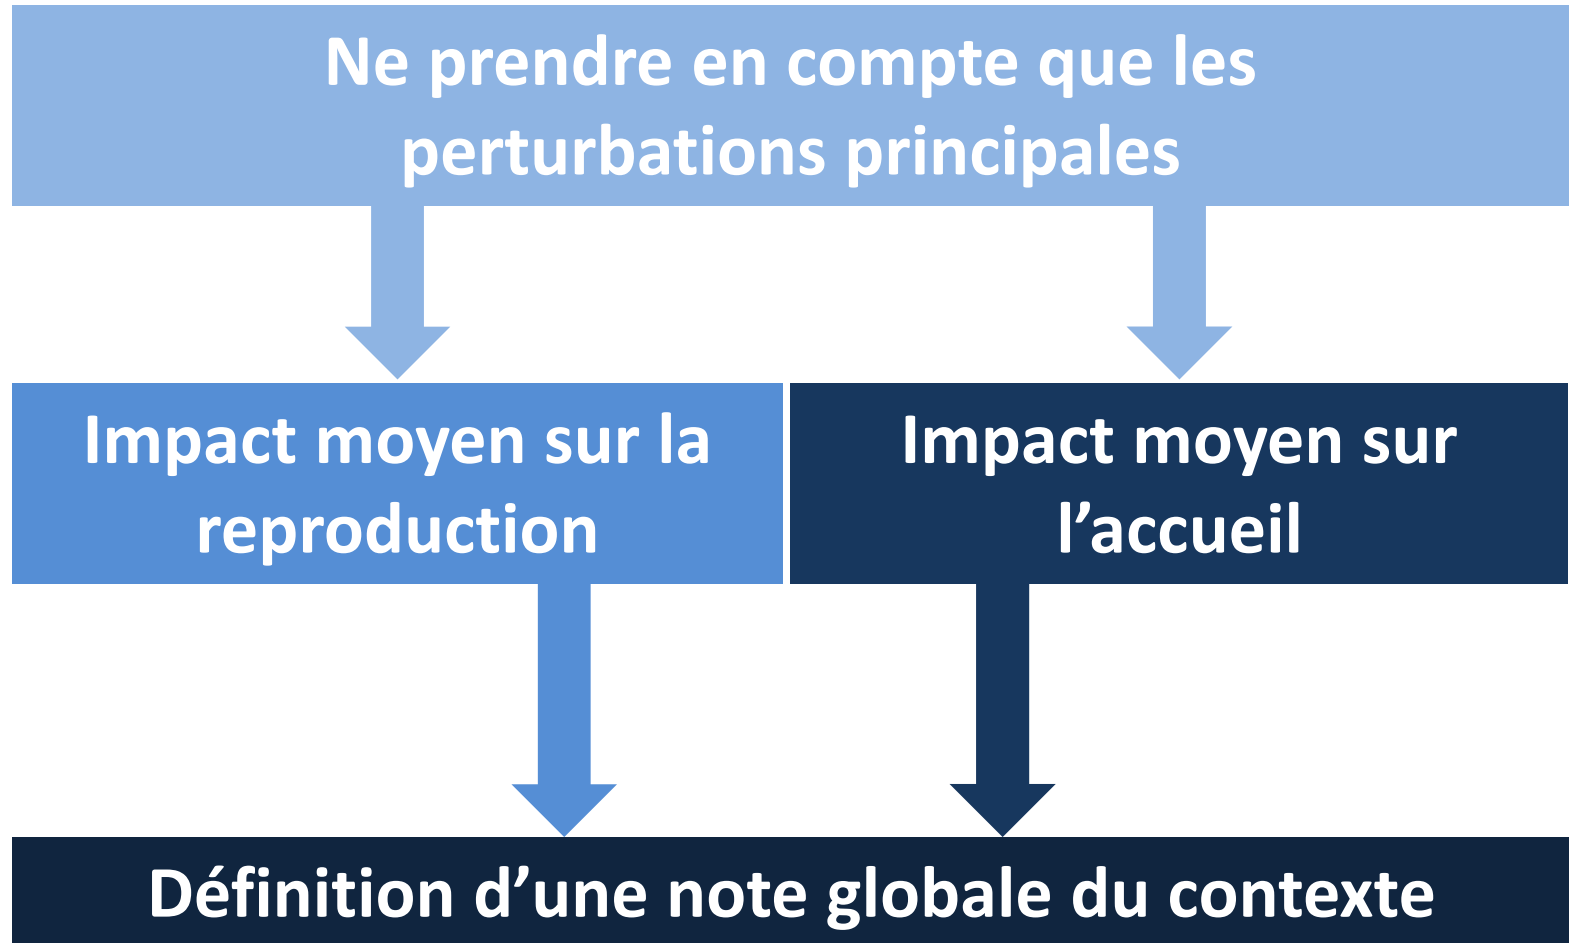 Ne prendre en compte que les
perturbations principales
Impact moyen sur la
reproduction
Impact moyen sur
l’accueil
Définition d’une note globale du contexte